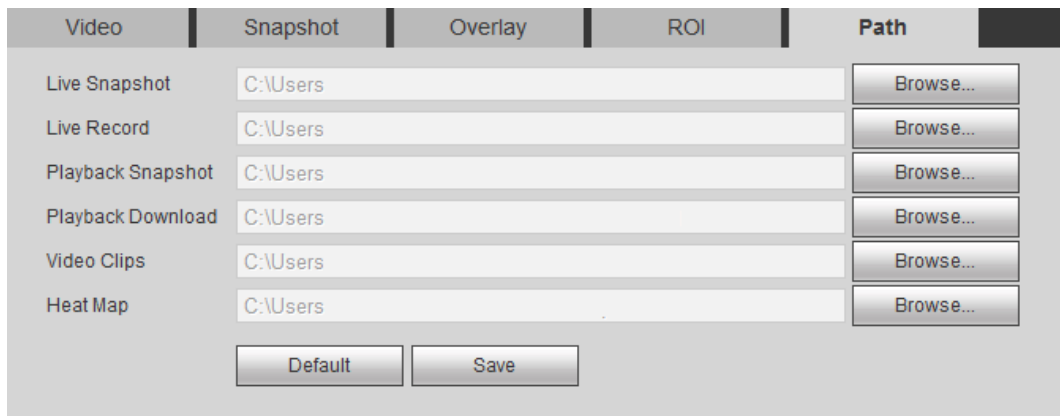 Video Snapshot Overlay ROI Path
Live Snapshot C:\Users Browse...
Live Record C:\Users Browse...
Playback Snapshot C:\Users Browse...
Playback Download C:\Users Browse...
Video Clips C:\Users Browse...
Heat Map C:\Users Browse...
Default Save